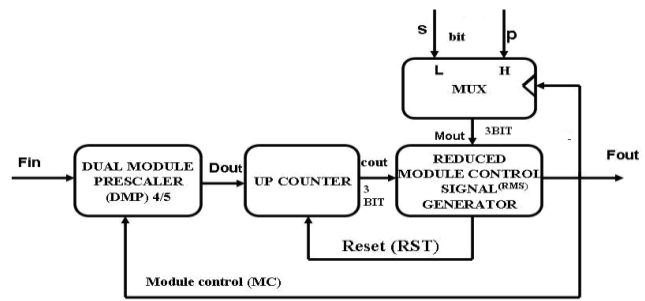 s
bit
p
L
H
MUX
Mout
3BIT
Fin
DUAL MODULE
PRESCALER
(DMP) 4/5
Dout
UP COUNTER
cout
3
BIT
REDUCED
MODULE CONTROL
SIGNAL(RMS)
GENERATOR
Fout
Reset (RST)
Module control (MC)